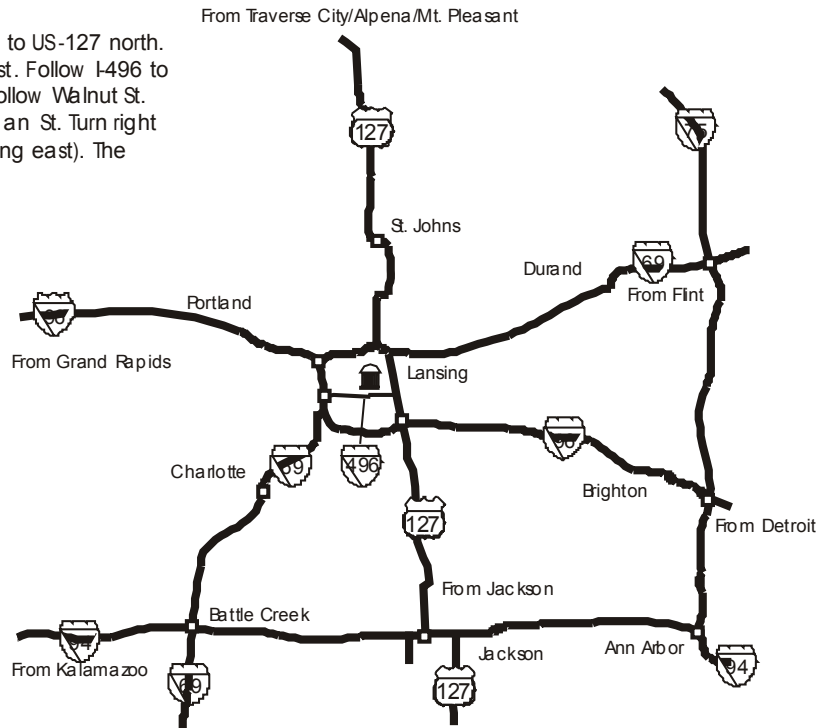 From Traverse City/Alpena/Mt. Pleasant
to US-127 north.
st. Follow I-496 to
ollow Walnut St.
an St. Turn right
ng east). The
127
75
St. Johns
Durand
69
From Flint
Portland
96
From Grand Rapids
Lansing
Charlotte
69
496
96
Brighton
127
From Detroit
From Jackson
Battle Creek
94
From Kalamazoo
Jackson
Ann Arbor
94
69
127